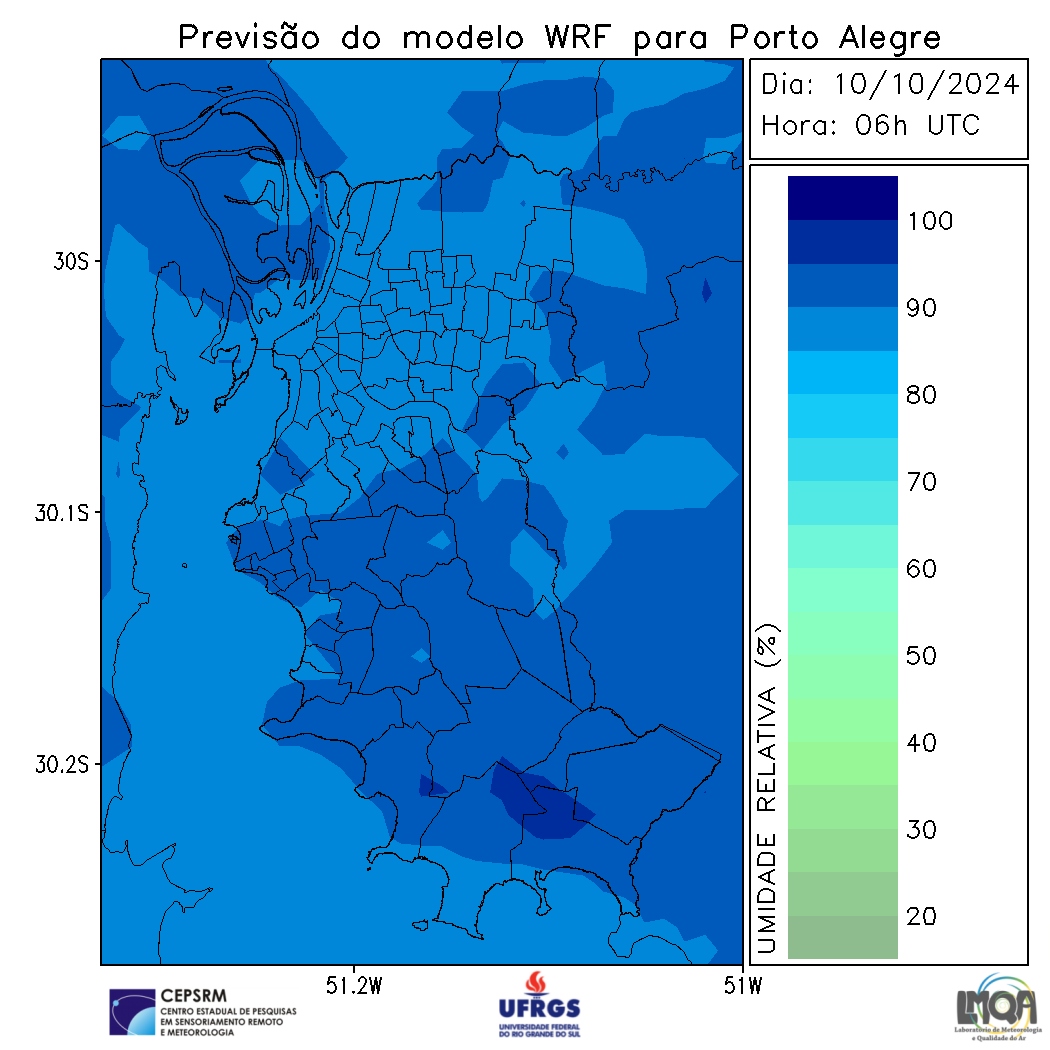 Previsão do modelo WRF para Porto Alegre
Dia: 10/10/2024
Hora: 06h UTC
30S
30.1S
30.2S
51.2W
51W
100
90
80
70
60
50
40
30
20
UMIDADE RELATIVA (%)
CEPSRM
CENTRO ESTADUAL DE PESQUISAS
EM SENSORIAMENTO REMOTO
E METEOROLOGIA
UFRGS
UNIVERSIDADE FEDERAL
DO RIO GRANDE DO SUL
LMQA
Laboratório de Meteorologia
e Qualidade do Ar